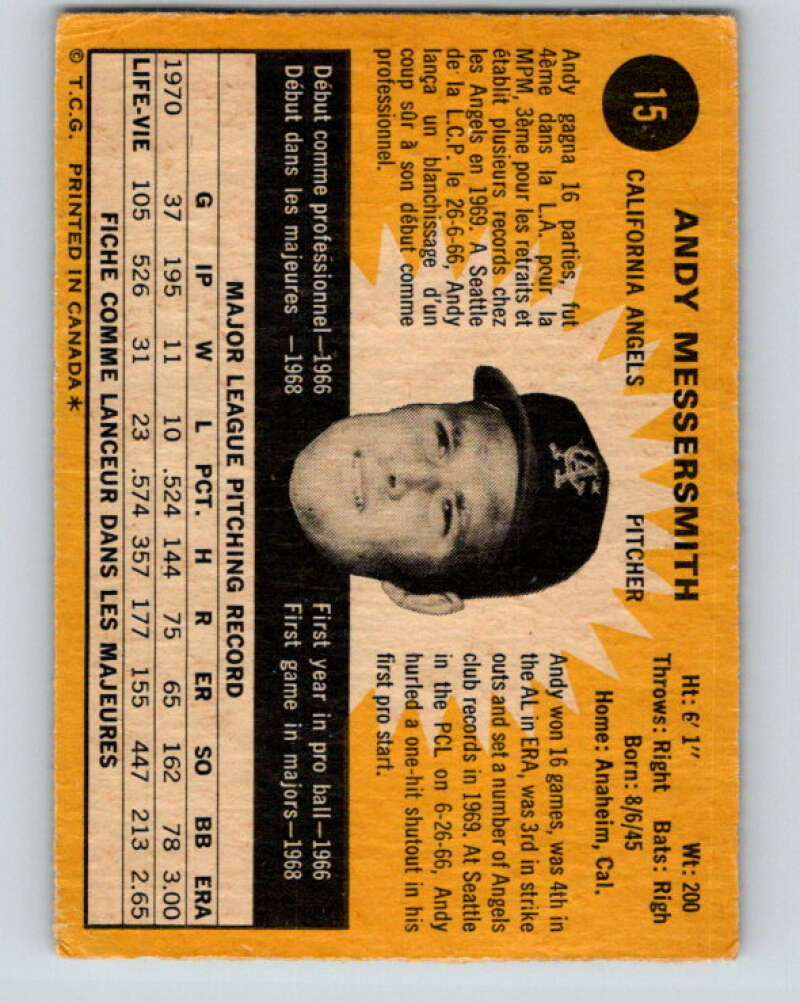 15
ANDY MESSERSMITH
CALIFORNIA ANGELS PITCHER
Ht: 6' 1" Wt: 200
Throws: Right Bats: Righ
Born: 8/6/45
Home: Anaheim, Cal.
Andy gagna 16 parties, fut
4ème dans la L.A. pour la
MPM, 3ème pour les retraits et
établit plusieurs records chez
les Angels en 1969. A Seattle
de la L.C.P. le 26-6-66, Andy
lança un blanchissage d'un
coup sûr à son début comme
professionnel.
CA
Andy won 16 games, was 4th in
the AL in ERA, was 3rd in strike
outs and set a number of Angels
club records in 1969. At Seattle
in the PCL on 6-26-66, Andy
hurled a one-hit shutout in his
first pro start.
Début comme professionnel—1966
Début dans les majeures —1968
First year in pro ball—1966
First game in majors—1968
MAJOR LEAGUE PITCHING RECORD
G IP W L PCT. H R ER SO BB ERA
1970 37 195 11 10 .524 144 75 65 162 78 3.00
LIFE-VIE 105 526 31 23 .574 357 177 155 447 213 2.65
FICHE COMME LANCEUR DANS LES MAJEURES
© T.C.G. PRINTED IN CANADA *